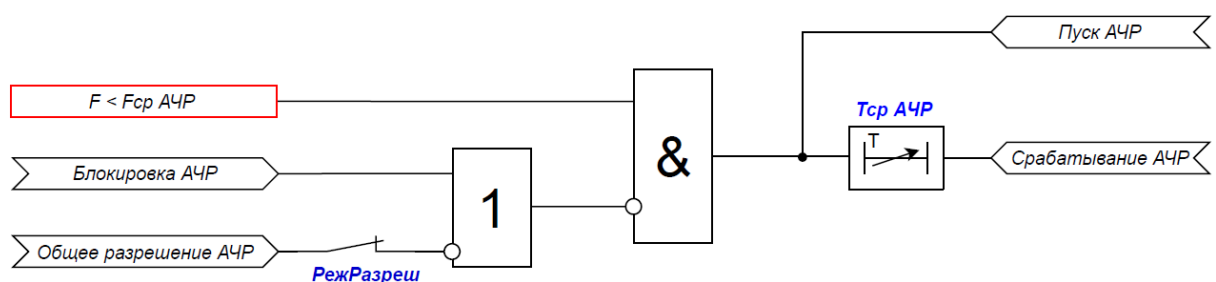 Пуск АЧР
F < Fср АЧР
Тср АЧР
T
&
Блокировка АЧР
Срабатывание АЧР
1
Общее разрешение АЧР
РежРазреш